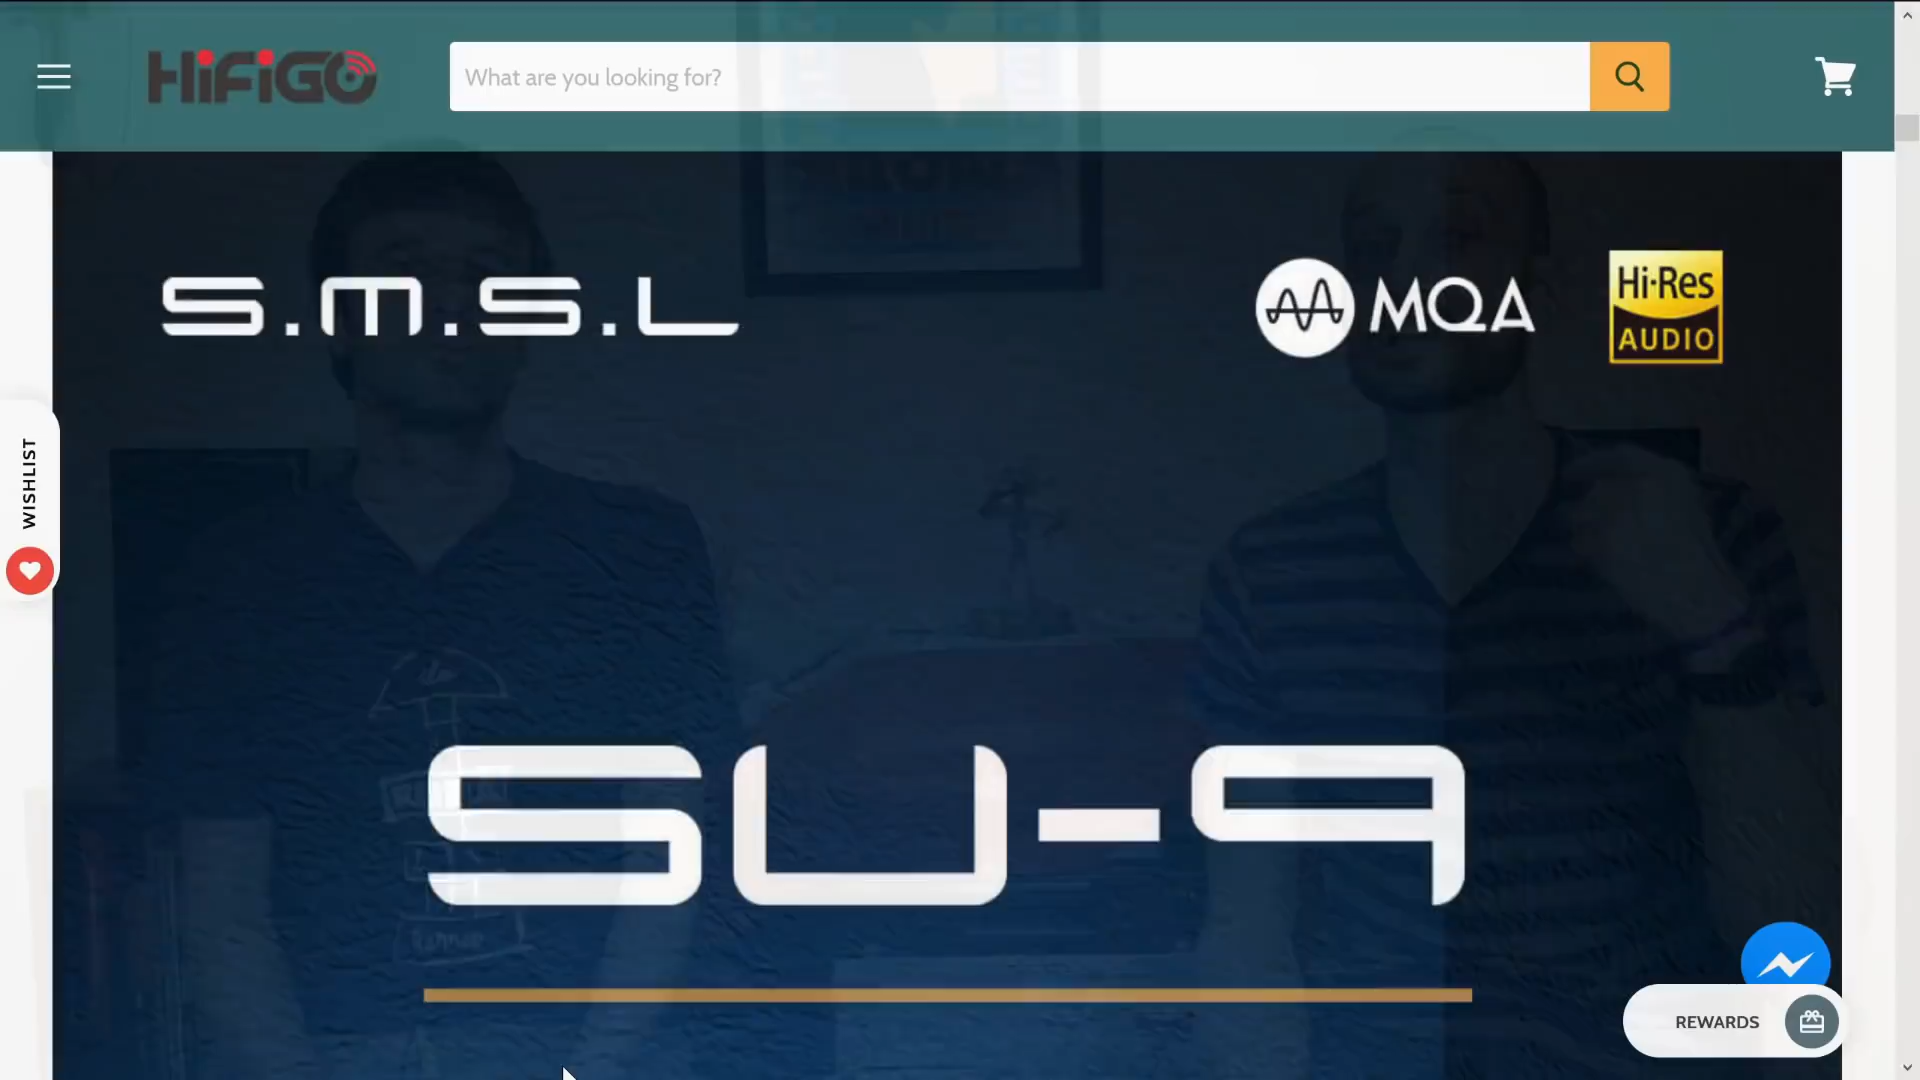 HiFiGO
What are you looking for?
S.M.S.L
MQA
Hi-Res
AUDIO
WISHLIST
SU-9
REWARDS